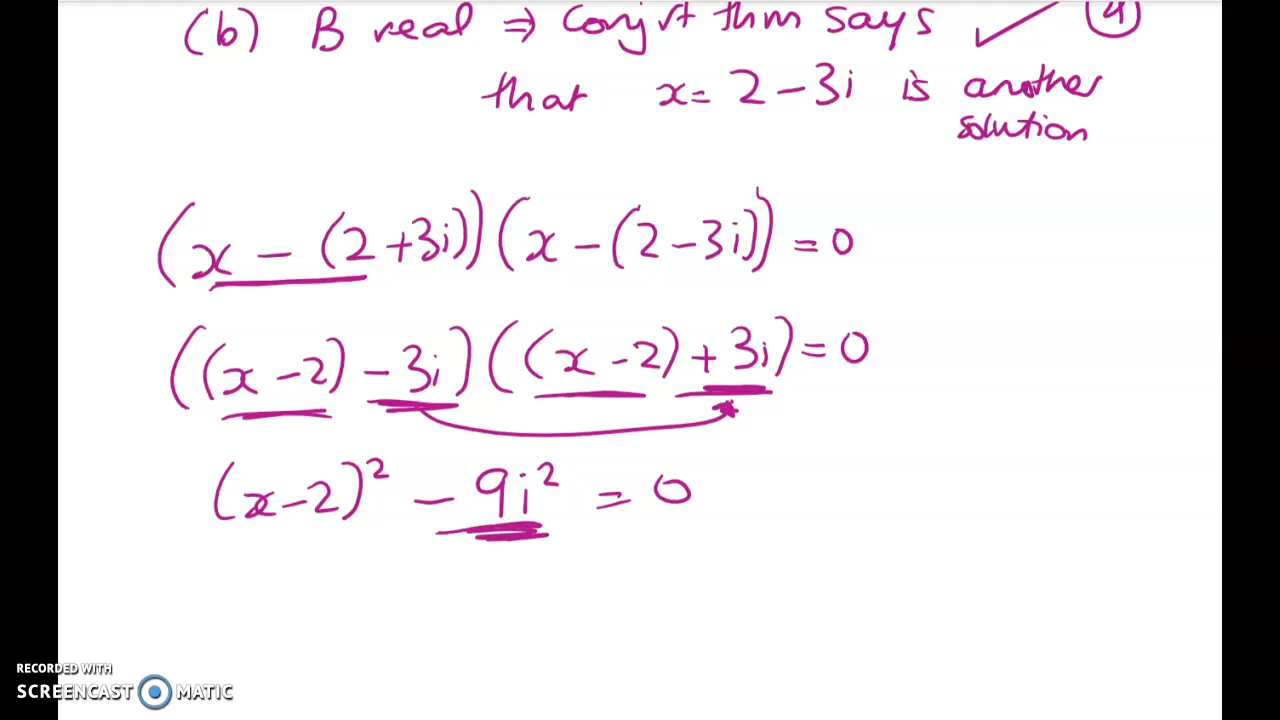 (b) B real ⇒ Conj't thm says ✓ (4)
that x = 2 - 3i is another
solution
(x - (2 + 3i))(x - (2 - 3i)) = 0
((x - 2) - 3i)((x - 2) + 3i) = 0
(x - 2)² - 9i² = 0
RECORDED WITH
SCREENCAST MATIC